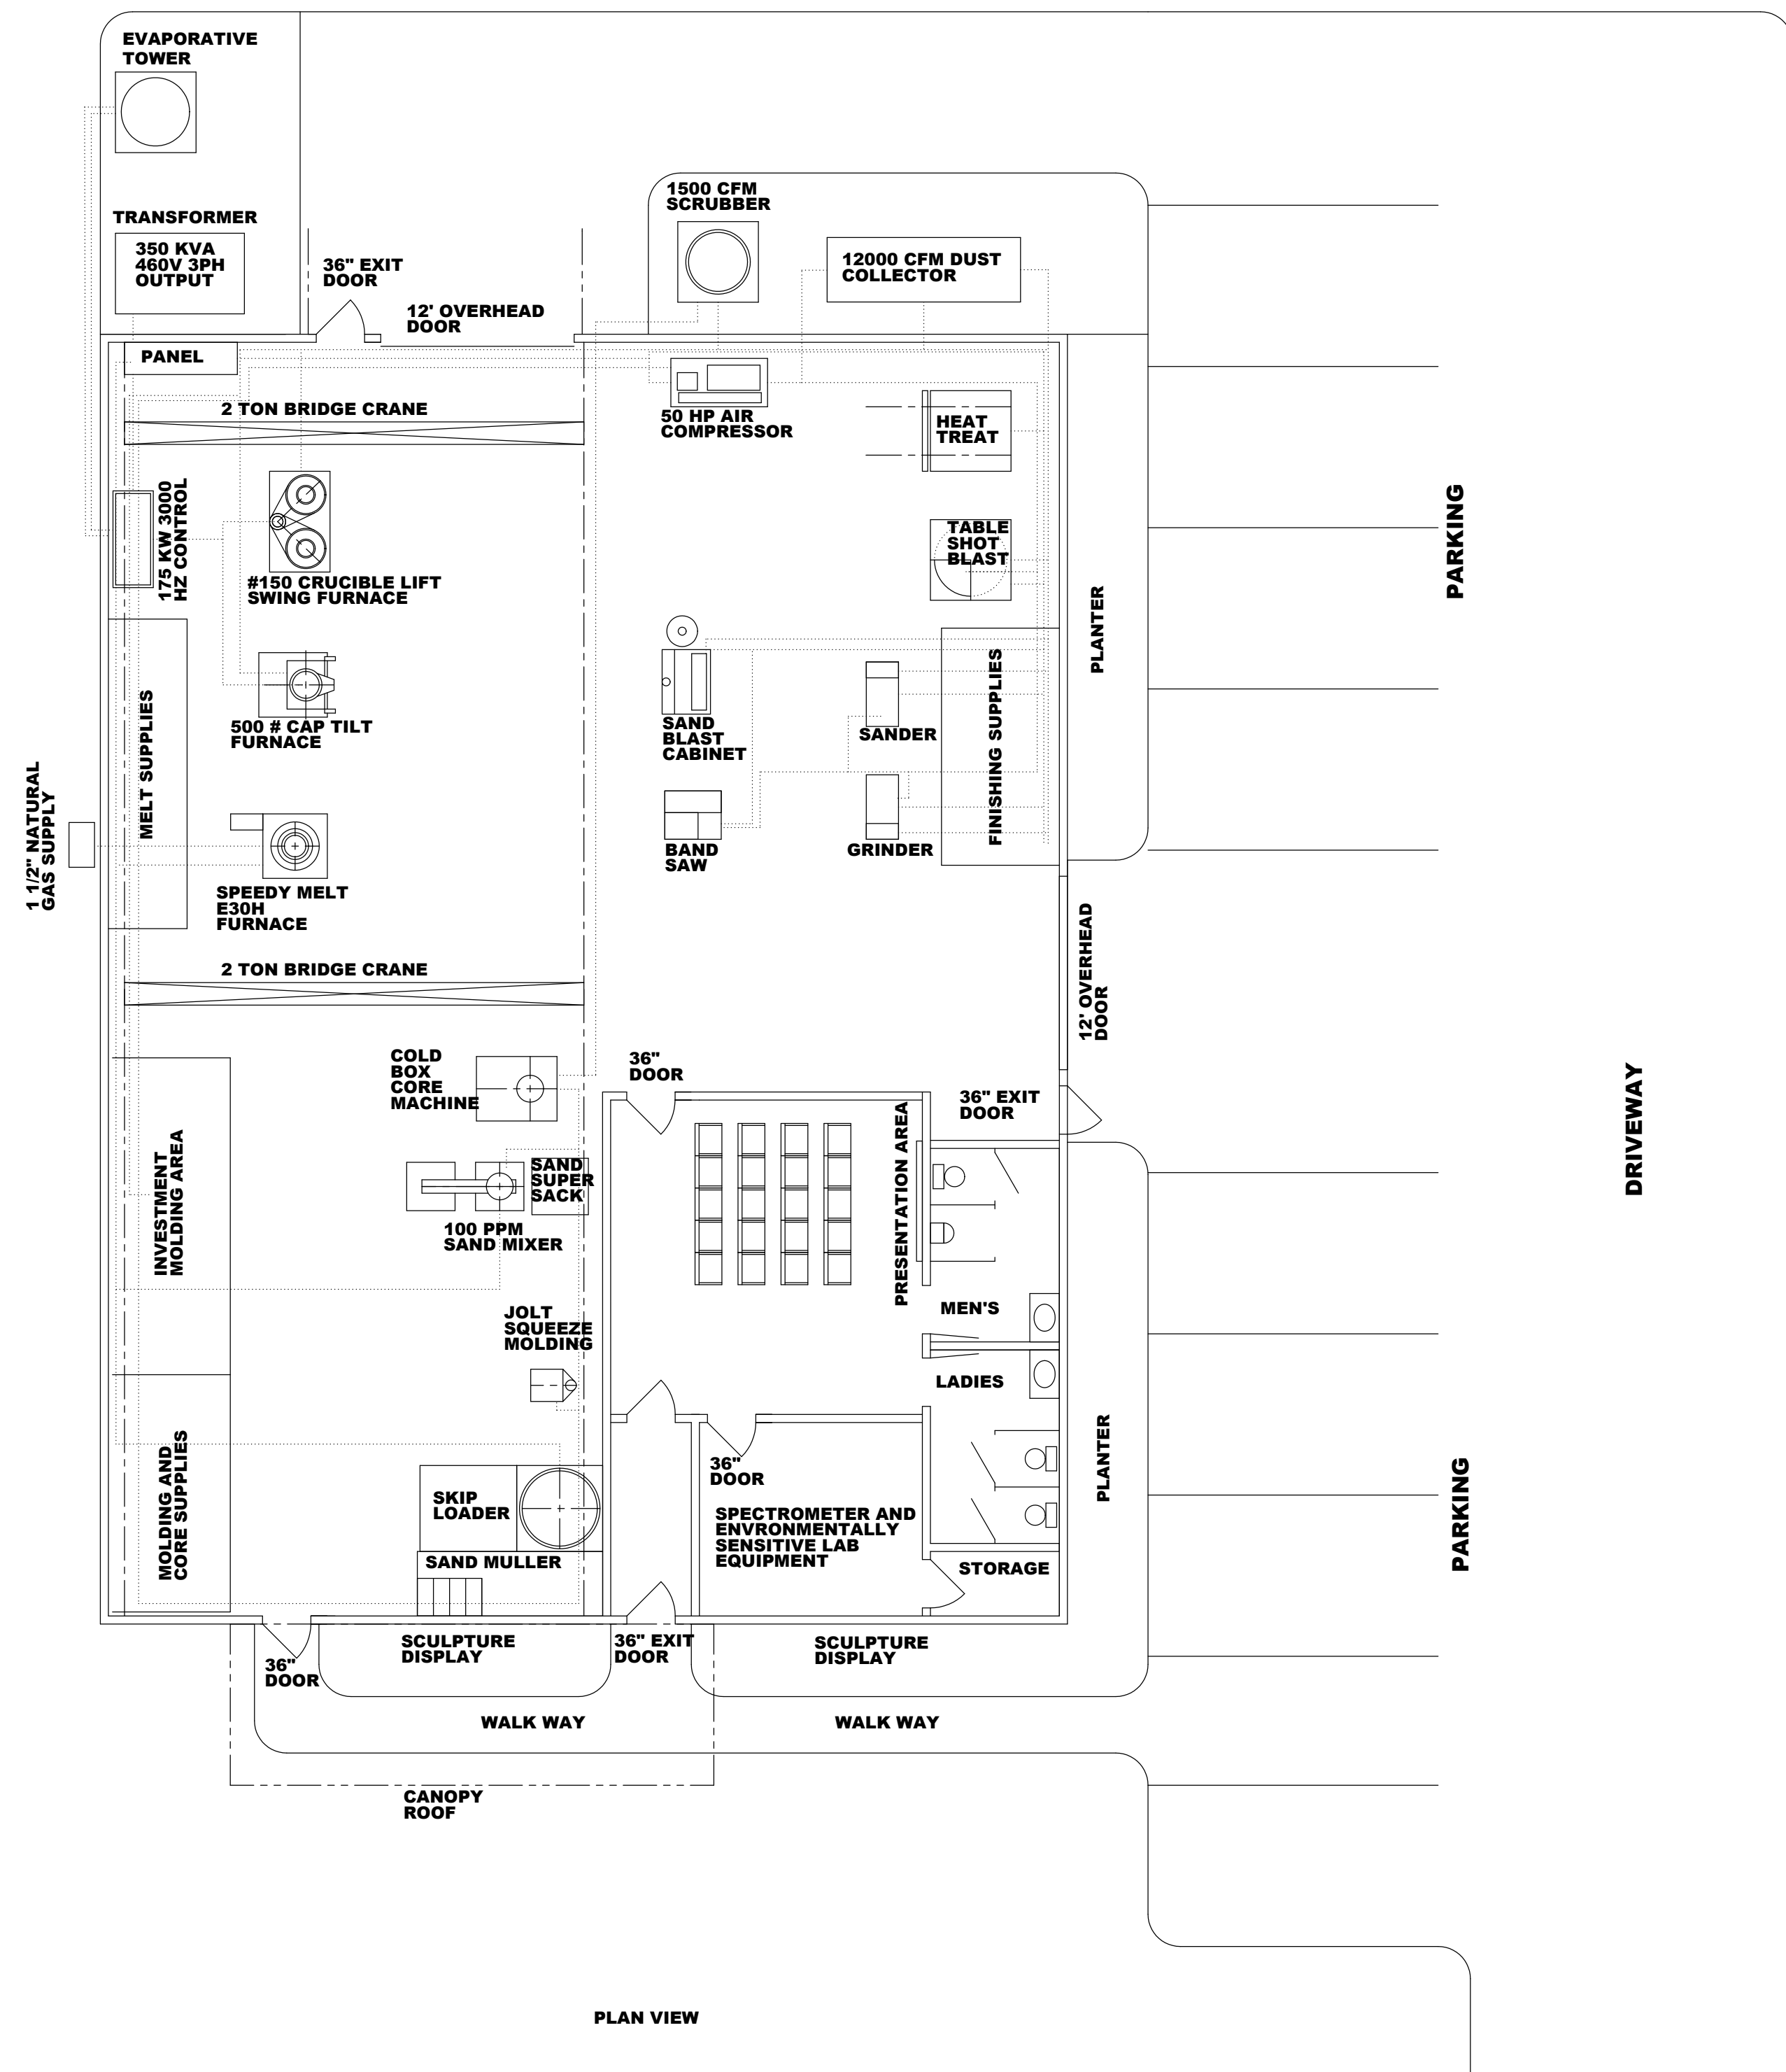 EVAPORATIVE
TOWER
1500 CFM
SCRUBBER
TRANSFORMER
350 KVA
460V 3PH
OUTPUT
36" EXIT
DOOR
12000 CFM DUST
COLLECTOR
12' OVERHEAD
DOOR
PANEL
2 TON BRIDGE CRANE
50 HP AIR
COMPRESSOR
HEAT
TREAT
175 KW 3000
HZ CONTROL
PARKING
TABLE
SHOT
BLAST
#150 CRUCIBLE LIFT
SWING FURNACE
PLANTER
MELT SUPPLIES
500 # CAP TILT
FURNACE
SAND
BLAST
CABINET
SANDER
FINISHING SUPPLIES
1 1/2" NATURAL
GAS SUPPLY
BAND
SAW
GRINDER
SPEEDY MELT
E30H
FURNACE
12' OVERHEAD
DOOR
2 TON BRIDGE CRANE
COLD
BOX
CORE
MACHINE
36"
DOOR
36" EXIT
DOOR
DRIVEWAY
INVESTMENT
MOLDING AREA
SAND
SUPER
SACK
PRESENTATION AREA
100 PPM
SAND MIXER
JOLT
SQUEEZE
MOLDING
MEN'S
LADIES
PLANTER
MOLDING AND
CORE SUPPLIES
36"
DOOR
PARKING
SKIP
LOADER
SPECTROMETER AND
ENVRONMENTALLY
SENSITIVE LAB
EQUIPMENT
SAND MULLER
STORAGE
36"
DOOR
SCULPTURE
DISPLAY
36" EXIT
DOOR
SCULPTURE
DISPLAY
WALK WAY
WALK WAY
CANOPY
ROOF
PLAN VIEW